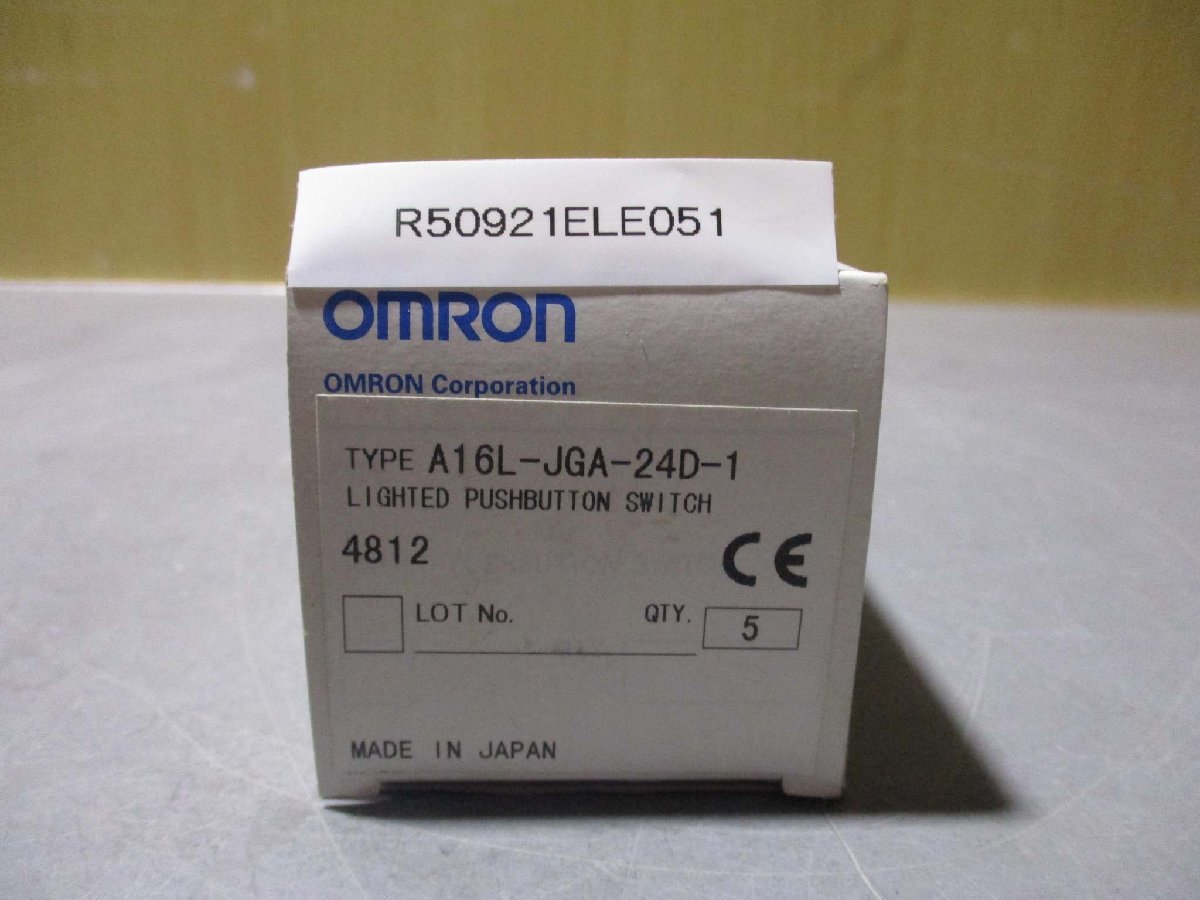 R50921ELE051
OMRON
OMRON Corporation
TYPE A16L-JGA-24D-1
LIGHTED PUSHBUTTON SWITCH
4812
CE
LOT No.
QTY. 5
MADE IN JAPAN